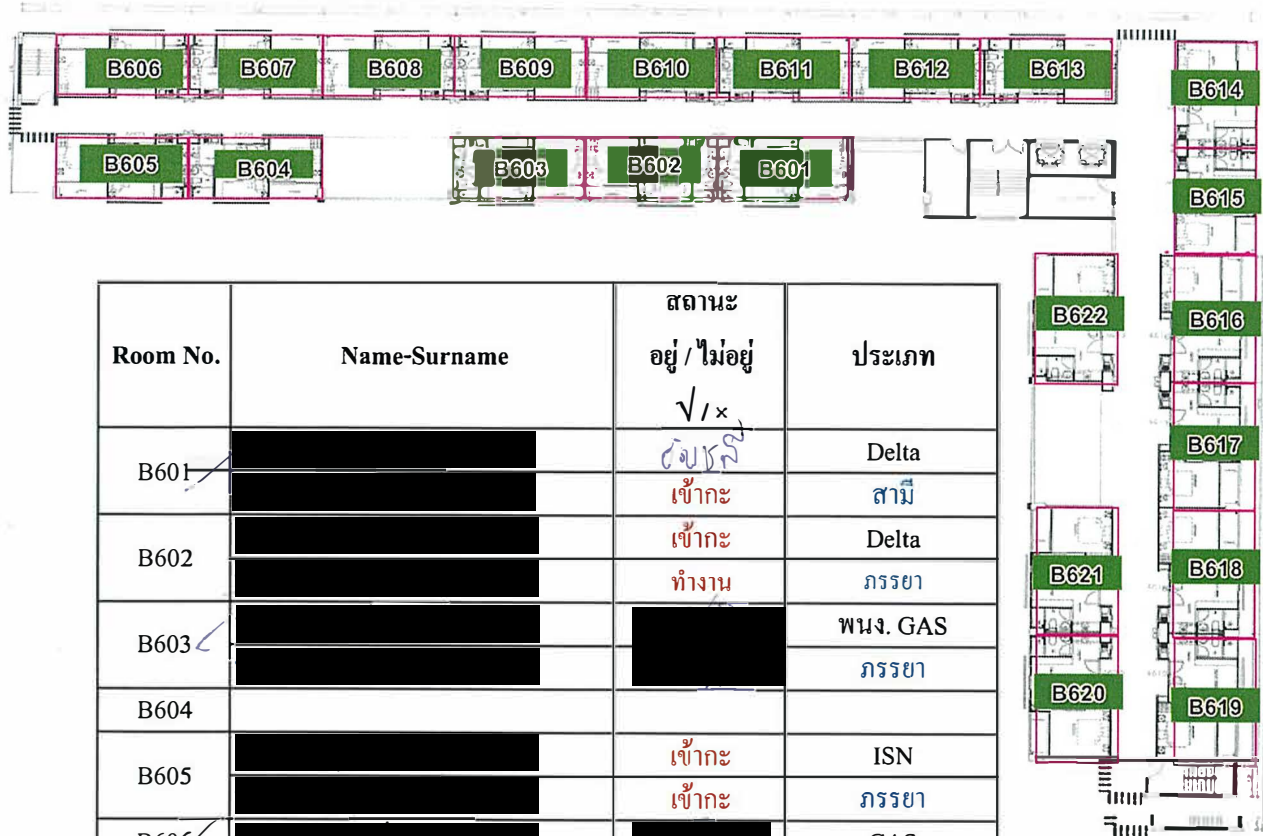 B606 B607 B608 B609 B610 B611 B612 B613
B614
B605 B604 B603 B602 B601
B615
B622 B616
B617
B621 B618
B620 B619
Room No. Name-Surname สถานะ ประเภท
อยู่ / ไม่อยู่
√ / ×
B601 Delta
เข้ากะ สามี
B602 เข้ากะ Delta
ทำงาน ภรรยา
B603 พนง. GAS
ภรรยา
B604
B605 เข้ากะ ISN
เข้ากะ ภรรยา